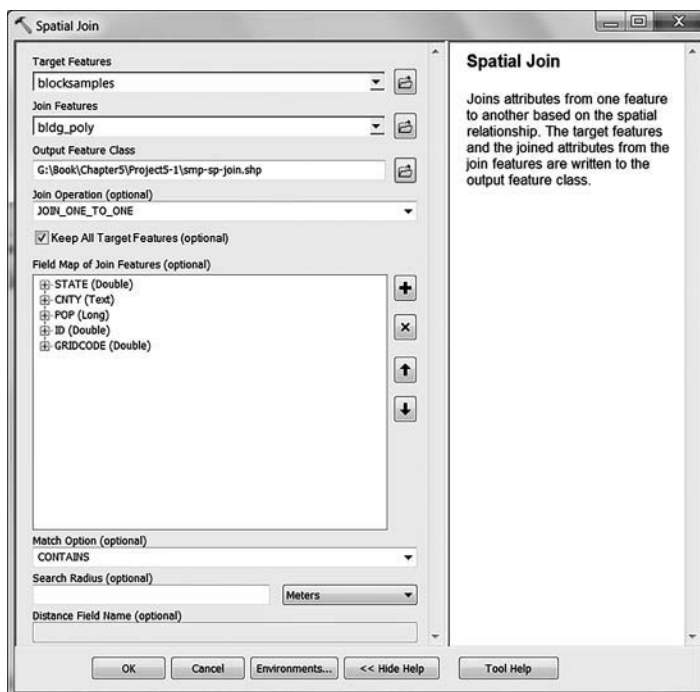 Spatial Join
Target Features
blocksamples
Join Features
bldg_poly
Output Feature Class
G:\Book\Chapter5\Project5-1\smp-sp-join.shp
Join Operation (optional)
JOIN_ONE_TO_ONE
Keep All Target Features (optional)
Field Map of Join Features (optional)
STATE (Double)
CNTY (Text)
POP (Long)
ID (Double)
GRIDCODE (Double)
Match Option (optional)
CONTAINS
Search Radius (optional)
Meters
Distance Field Name (optional)
OK
Cancel
Environments...
<< Hide Help
Tool Help
Spatial Join
Joins attributes from one feature
to another based on the spatial
relationship. The target features
and the joined attributes from the
join features are written to the
output feature class.